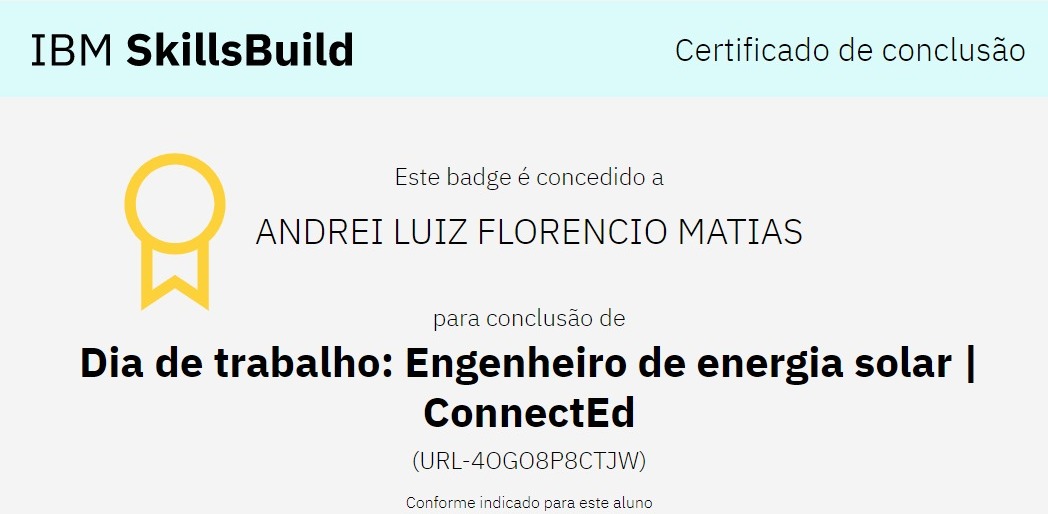 IBM SkillsBuild
Certificado de conclusão
Este badge é concedido a
ANDREI LUIZ FLORENCIO MATIAS
para conclusão de
Dia de trabalho: Engenheiro de energia solar |
ConnectEd
(URL-4OGO8P8CTJW)
Conforme indicado para este aluno